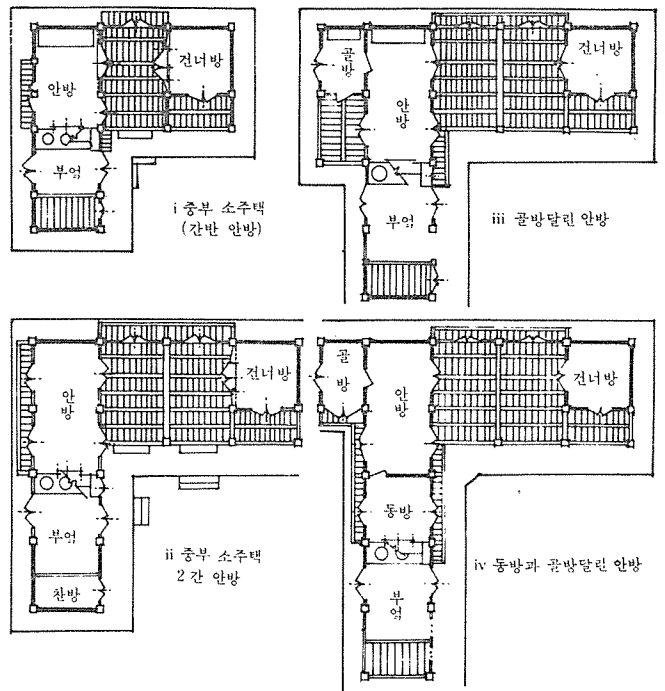 건너방
안방
부엌
i 중부 소주택
(간반 안방)
골방
안방
건너방
부엌
iii 골방달린 안방
안방
건너방
부엌
찬방
ii 중부 소주택
2간 안방
골방
안방
건너방
동방
부엌
iv 동방과 골방달린 안방